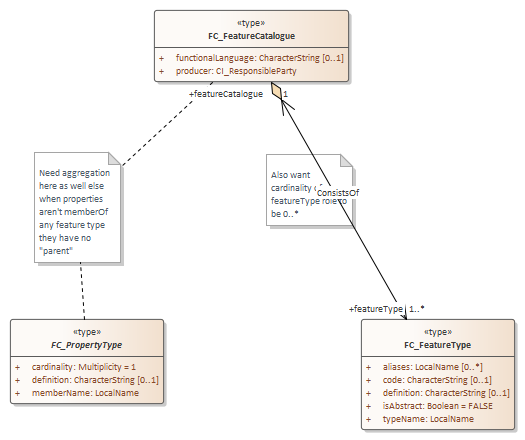 «type»
FC_FeatureCatalogue
+ functionalLanguage: CharacterString [0..1]
+ producer: CI_ResponsibleParty
+featureCatalogue 1
Need aggregation
here as well else
when properties
aren't memberOf
any feature type
they have no
"parent"
Also want
cardinality
featureType role to
be 0..*
ConsistsOf
+featureType 1..*
«type»
FC_PropertyType
+ cardinality: Multiplicity = 1
+ definition: CharacterString [0..1]
+ memberName: LocalName
«type»
FC_FeatureType
+ aliases: LocalName [0..*]
+ code: CharacterString [0..1]
+ definition: CharacterString [0..1]
+ isAbstract: Boolean = FALSE
+ typeName: LocalName